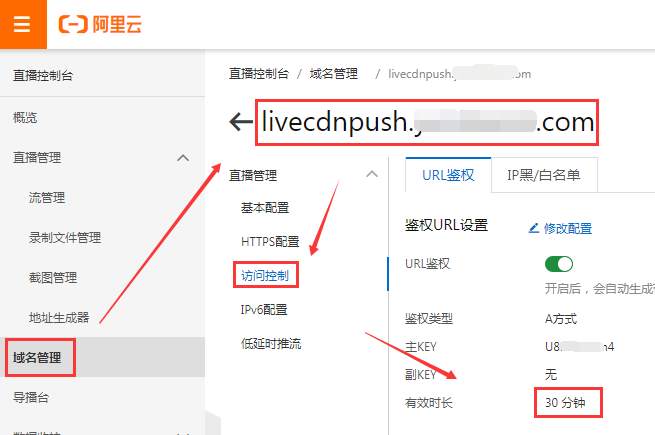 阿里云
直播控制台
概览
直播管理
流管理
录制文件管理
截图管理
地址生成器
域名管理
导播台
直播控制台 / 域名管理 / livecdnpush. .com
livecdnpush. .com
直播管理
基本配置
HTTPS配置
访问控制
IPv6配置
低延时推流
URL鉴权 IP黑/白名单
鉴权URL设置 修改配置
URL鉴权
开启后，会自动生成
鉴权类型 A方式
主KEY U8 n4
副KEY 无
有效时长 30 分钟